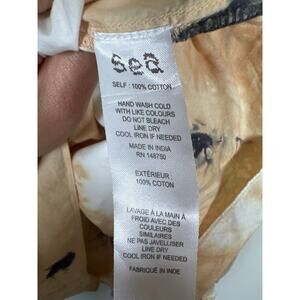 sea
SELF : 100% COTTON
HAND WASH COLD
WITH LIKE COLOURS
DO NOT BLEACH
LINE DRY
COOL IRON IF NEEDED
MADE IN INDIA
RN 148750
EXTÉRIEUR :
100% COTON
LAVAGE À LA MAIN À
FROID AVEC DES
COULEURS
SIMILAIRES
NE PAS JAVELLISER
LINE DRY
COOL IRON IF NEEDED
FABRIQUÉ EN INDE